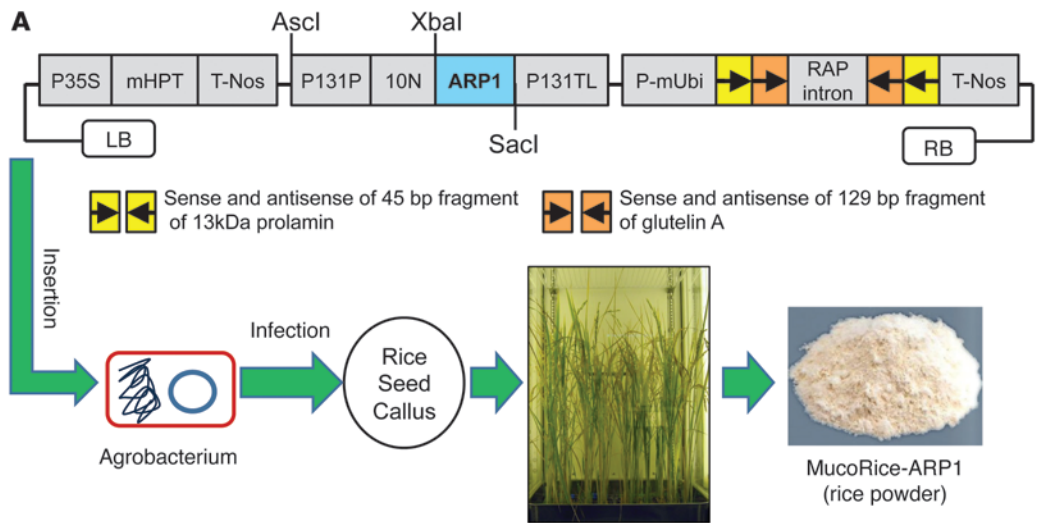 A
AscI
XbaI
P35S
mHPT
T-Nos
P131P
10N
ARP1
P131TL
P-mUbi
RAP
intron
T-Nos
SacI
LB
RB
Sense and antisense of 45 bp fragment
of 13kDa prolamin
Sense and antisense of 129 bp fragment
of glutelin A
Insertion
Infection
Rice
Seed
Callus
Agrobacterium
MucoRice-ARP1
(rice powder)